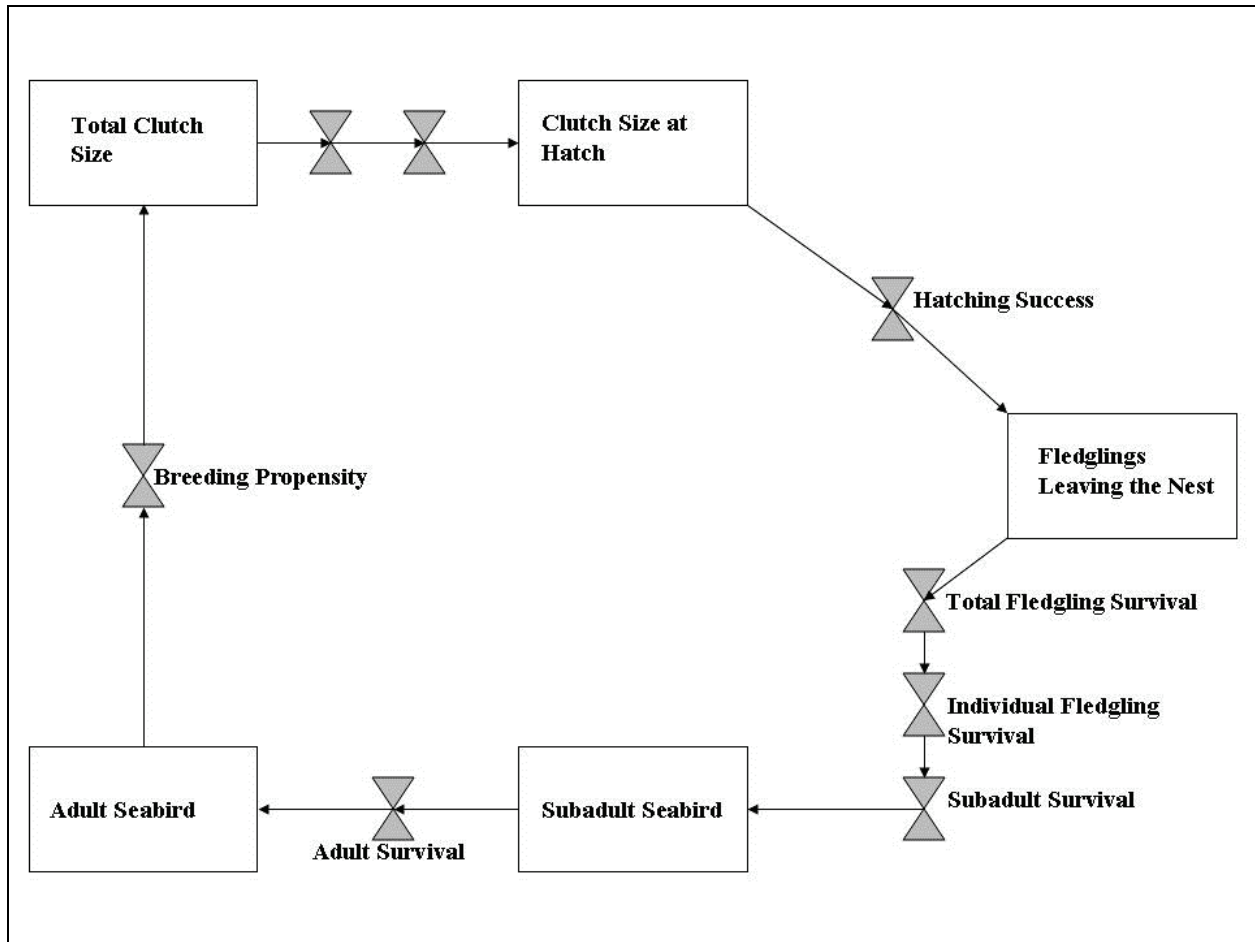 Total Clutch
Size
Clutch Size at
Hatch
Hatching Success
Fledglings
Leaving the Nest
Breeding Propensity
Total Fledgling Survival
Individual Fledgling
Survival
Subadult Survival
Subadult Seabird
Adult Survival
Adult Seabird